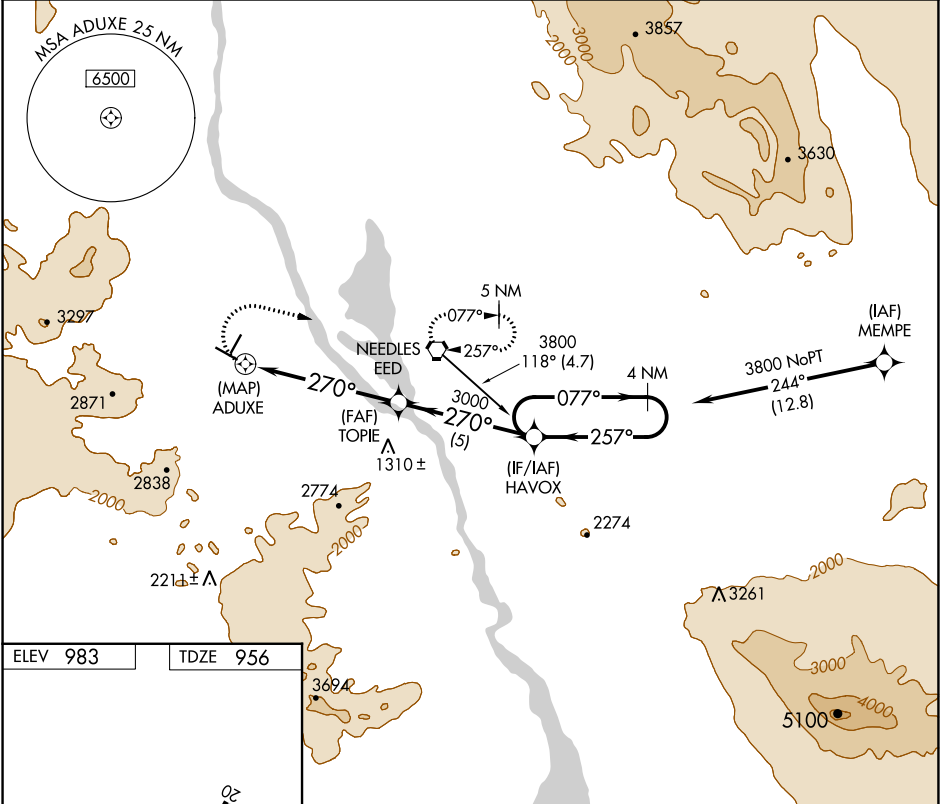 MSA ADUXE 25 NM
6500
3857
3000
2000
3630
3297
2871
2838
2000
(MAP)
ADUXE
270°
NEEDLES
EED
5 NM
077°
257°
3800
118° (4.7)
(FAF)
TOPIE
1310 ±
3000
270°
(5)
4 NM
077°
257°
(IF/IAF)
HAVOX
(IAF)
MEMPE
3800 NoPT
244°
(12.8)
2774
2000
2274
2211 ±
3261
2000
3000
4000
5100
3694
ELEV 983
TDZE 956
20